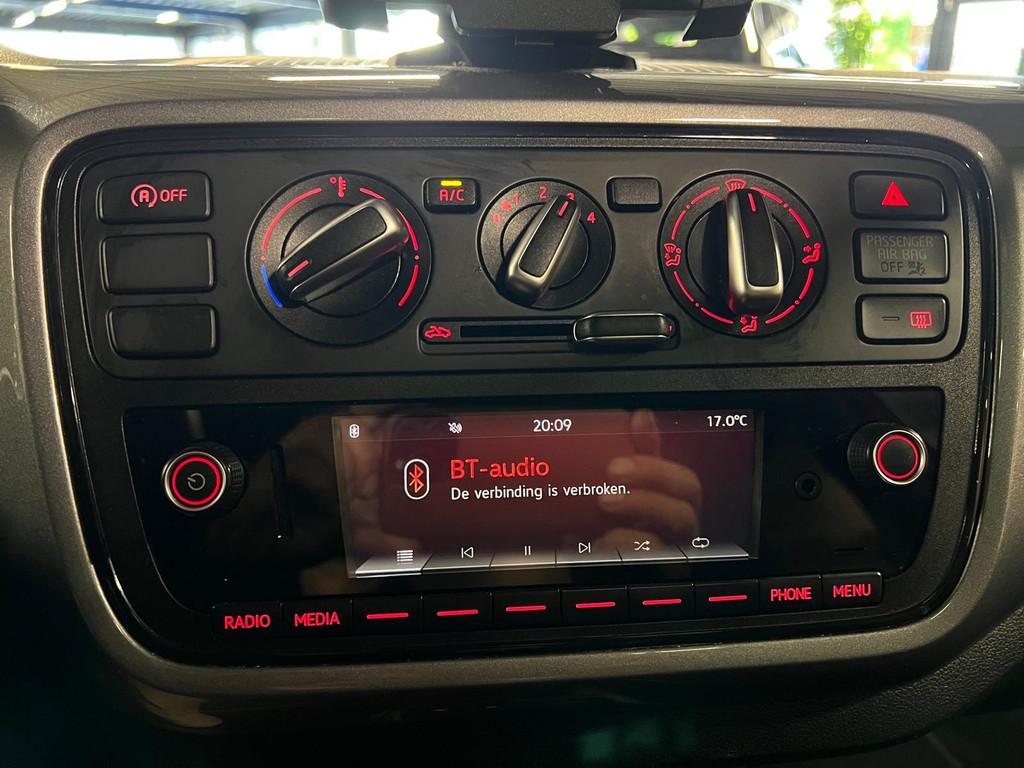 A OFF
A/C
0 2 3 4
PASSENGER
AIR BAG
OFF
20:09 17.0°C
BT-audio
De verbinding is verbroken.
RADIO MEDIA PHONE MENU